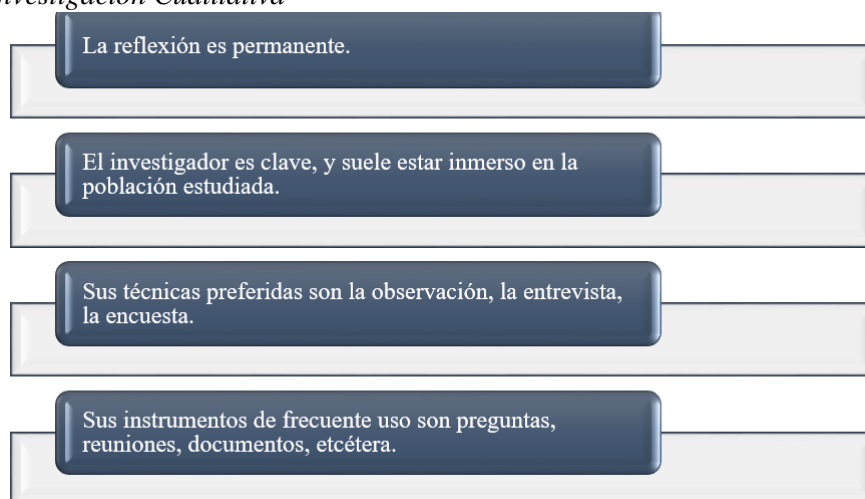 Investigación Cualitativa
La reflexión es permanente.
El investigador es clave, y suele estar inmerso en la
población estudiada.
Sus técnicas preferidas son la observación, la entrevista,
la encuesta.
Sus instrumentos de frecuente uso son preguntas,
reuniones, documentos, etcétera.